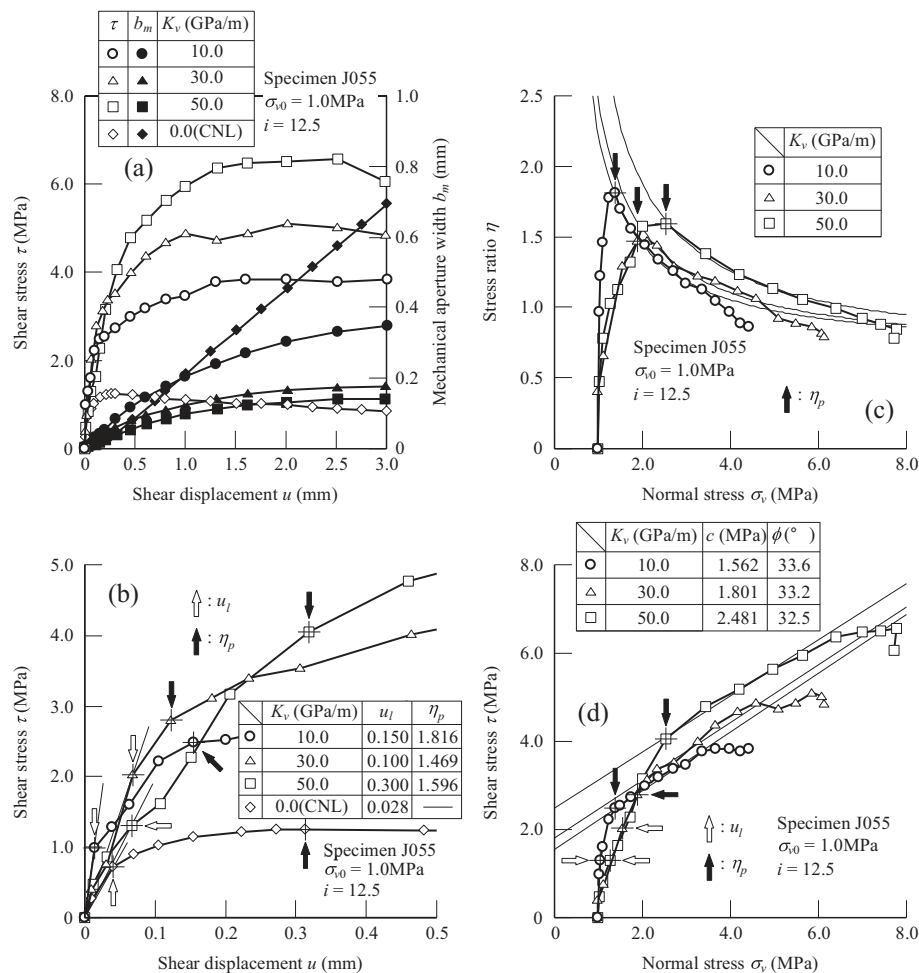 τ b_m K_v (GPa/m)
10.0
30.0
50.0
0.0(CNL)
Specimen J055
σ_v0 = 1.0MPa
i = 12.5
(a)
8.0
6.0
4.0
2.0
0
1.0
0.8
0.6
0.4
0.2
0
0 0.5 1.0 1.5 2.0 2.5 3.0
Shear stress τ (MPa)
Mechanical aperture width b_m (mm)
Shear displacement u (mm)
K_v (GPa/m)
10.0
30.0
50.0
Specimen J055
σ_v0 = 1.0MPa
i = 12.5
: η_p
(c)
2.5
2.0
1.5
1.0
0.5
0
0 2.0 4.0 6.0 8.0
Stress ratio η
Normal stress σ_v (MPa)
(b)
: u_l
: η_p
K_v (GPa/m) u_l η_p
10.0 0.150 1.816
30.0 0.100 1.469
50.0 0.300 1.596
0.0(CNL) 0.028 —
Specimen J055
σ_v0 = 1.0MPa
i = 12.5
5.0
4.0
3.0
2.0
1.0
0
0 0.1 0.2 0.3 0.4 0.5
Shear stress τ (MPa)
Shear displacement u (mm)
K_v (GPa/m) c (MPa) ϕ (°
10.0 1.562 33.6
30.0 1.801 33.2
50.0 2.481 32.5
(d)
: u_l
: η_p
Specimen J055
σ_v0 = 1.0MPa
i = 12.5
8.0
6.0
4.0
2.0
0
0 2.0 4.0 6.0 8.0
Shear stress τ (MPa)
Normal stress σ_v (MPa)